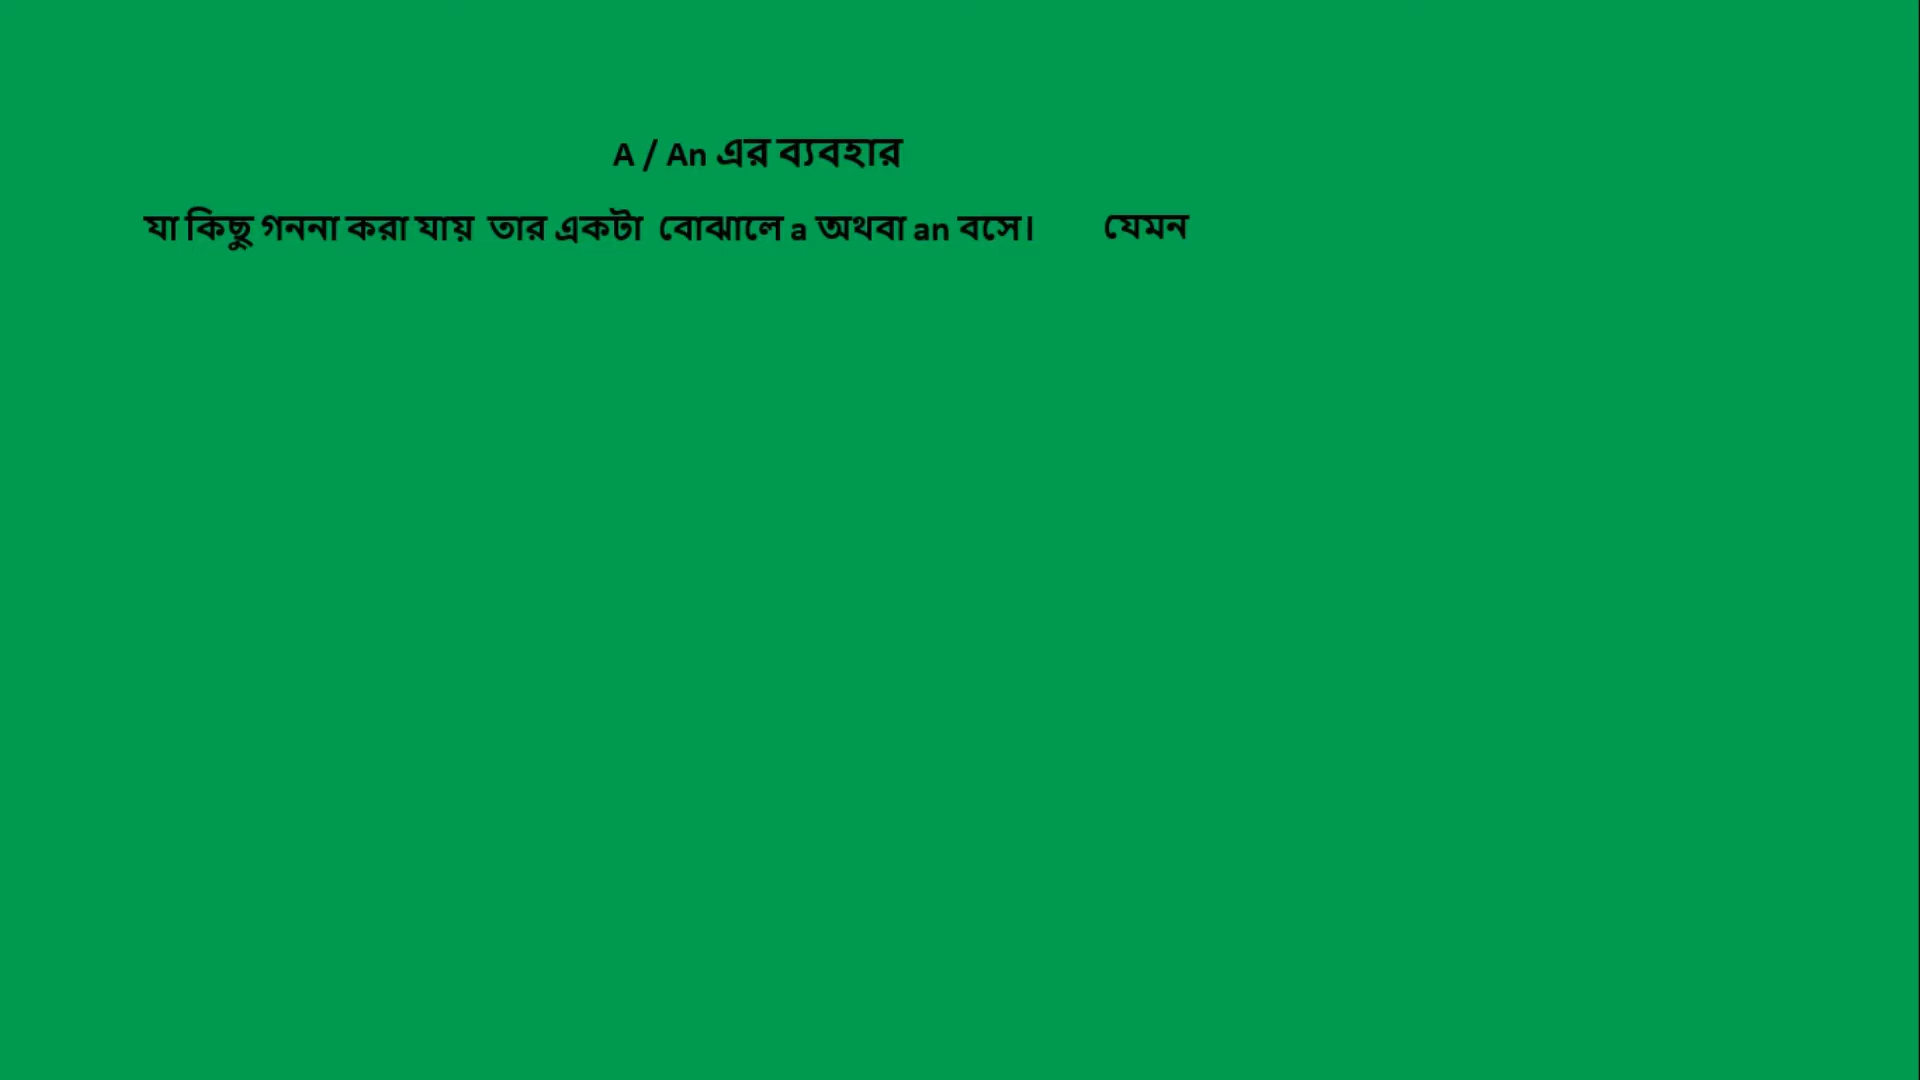 A / An এর ব্যবহার
যা কিছু গননা করা যায় তার একটা বোঝালে a অথবা an বসে। যেমন